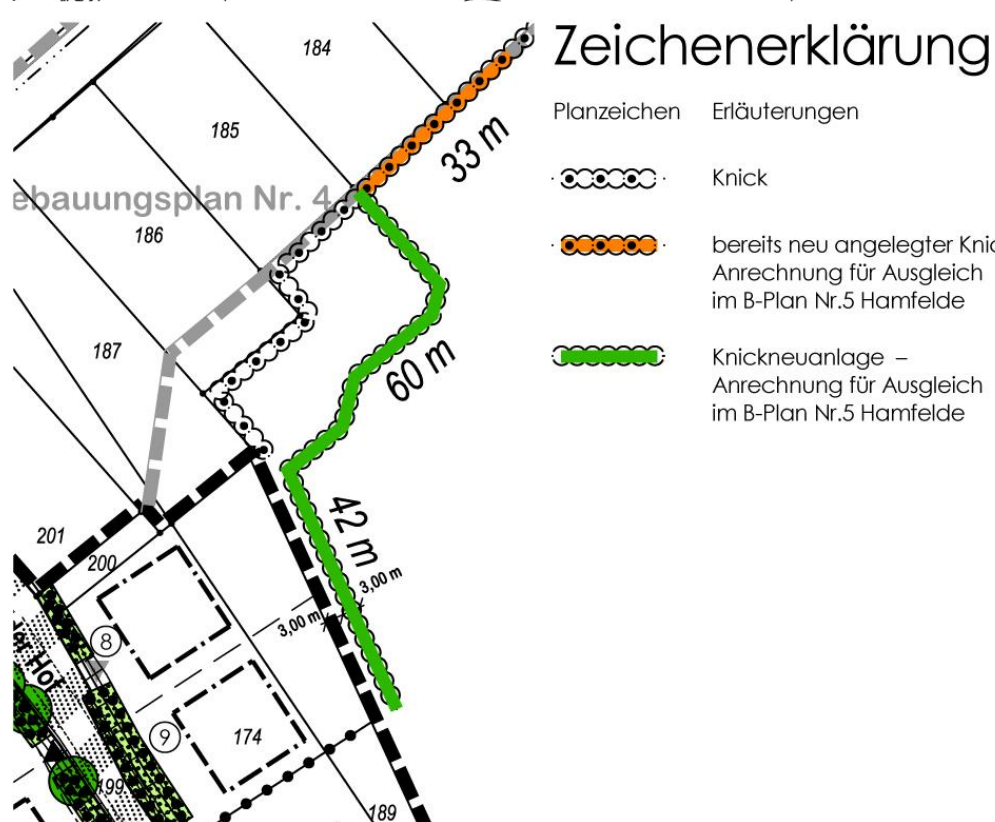 Zeichenerklärung
Planzeichen Erläuterungen
Knick
bereits neu angelegter Knic
Anrechnung für Ausgleich
im B-Plan Nr.5 Hamfelde
Knickneuanlage –
Anrechnung für Ausgleich
im B-Plan Nr.5 Hamfelde
184
185
33 m
ebauungsplan Nr. 4
186
187
60 m
42 m
201
200
3,00 m
3,00 m
8
Hof
9
174
199
189